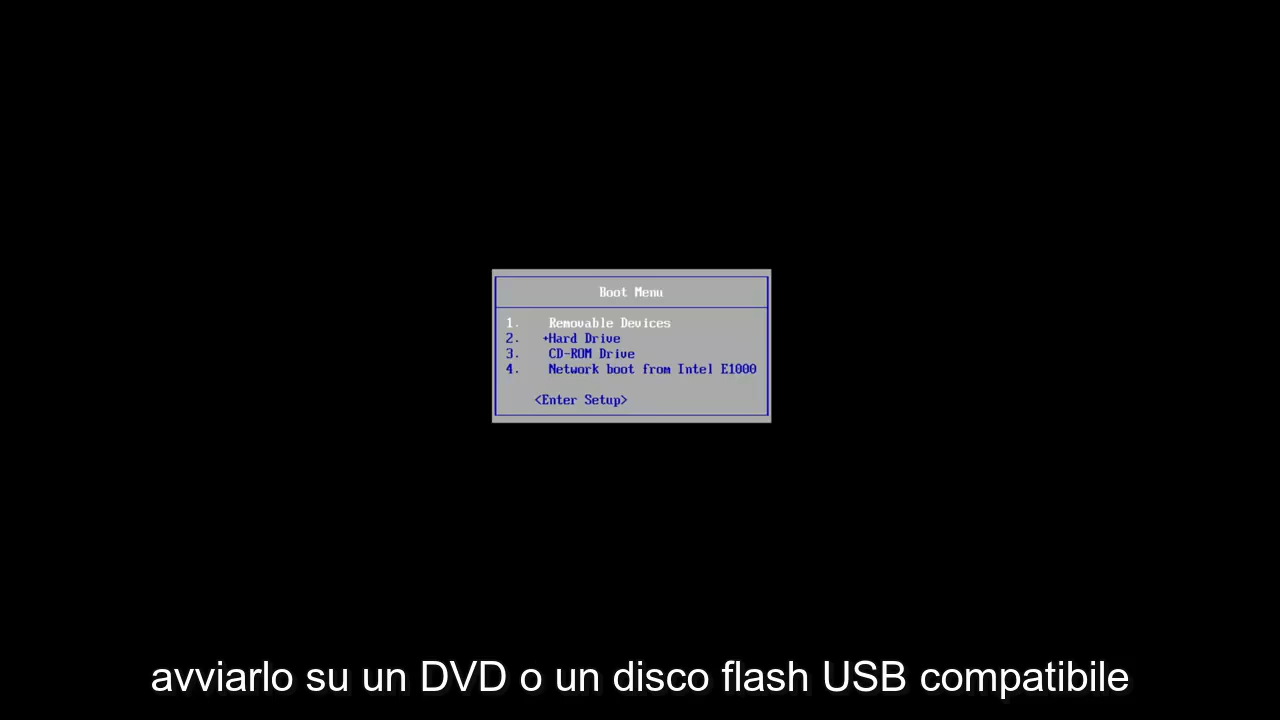 Boot Menu
1. Removable Devices
2. +Hard Drive
3. CD-ROM Drive
4. Network boot from Intel E1000
<Enter Setup>
avviarlo su un DVD o un disco flash USB compatibile